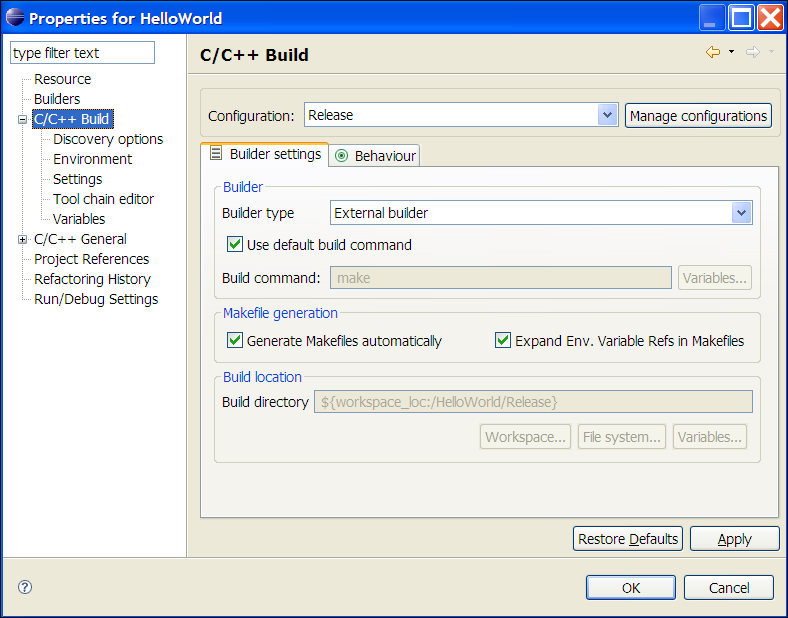 Properties for HelloWorld
type filter text
Resource
Builders
C/C++ Build
Discovery options
Environment
Settings
Tool chain editor
Variables
C/C++ General
Project References
Refactoring History
Run/Debug Settings
C/C++ Build
Configuration: Release Manage configurations
Builder settings Behaviour
Builder
Builder type External builder
Use default build command
Build command: make Variables...
Makefile generation
Generate Makefiles automatically Expand Env. Variable Refs in Makefiles
Build location
Build directory ${workspace_loc:/HelloWorld/Release}
Workspace... File system... Variables...
Restore Defaults Apply
OK Cancel